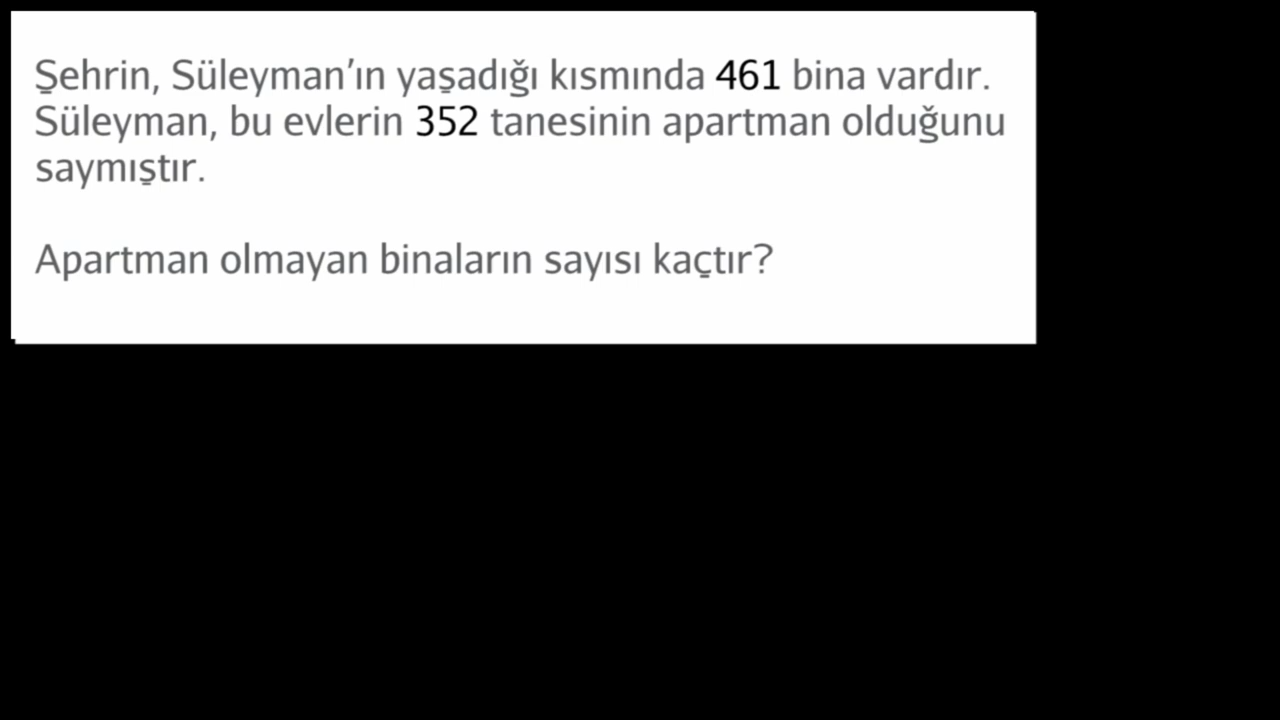 Şehrin, Süleyman’ın yaşadığı kısmında 461 bina vardır.
Süleyman, bu evlerin 352 tanesinin apartman olduğunu
saymıştır.
Apartman olmayan binaların sayısı kaçtır?